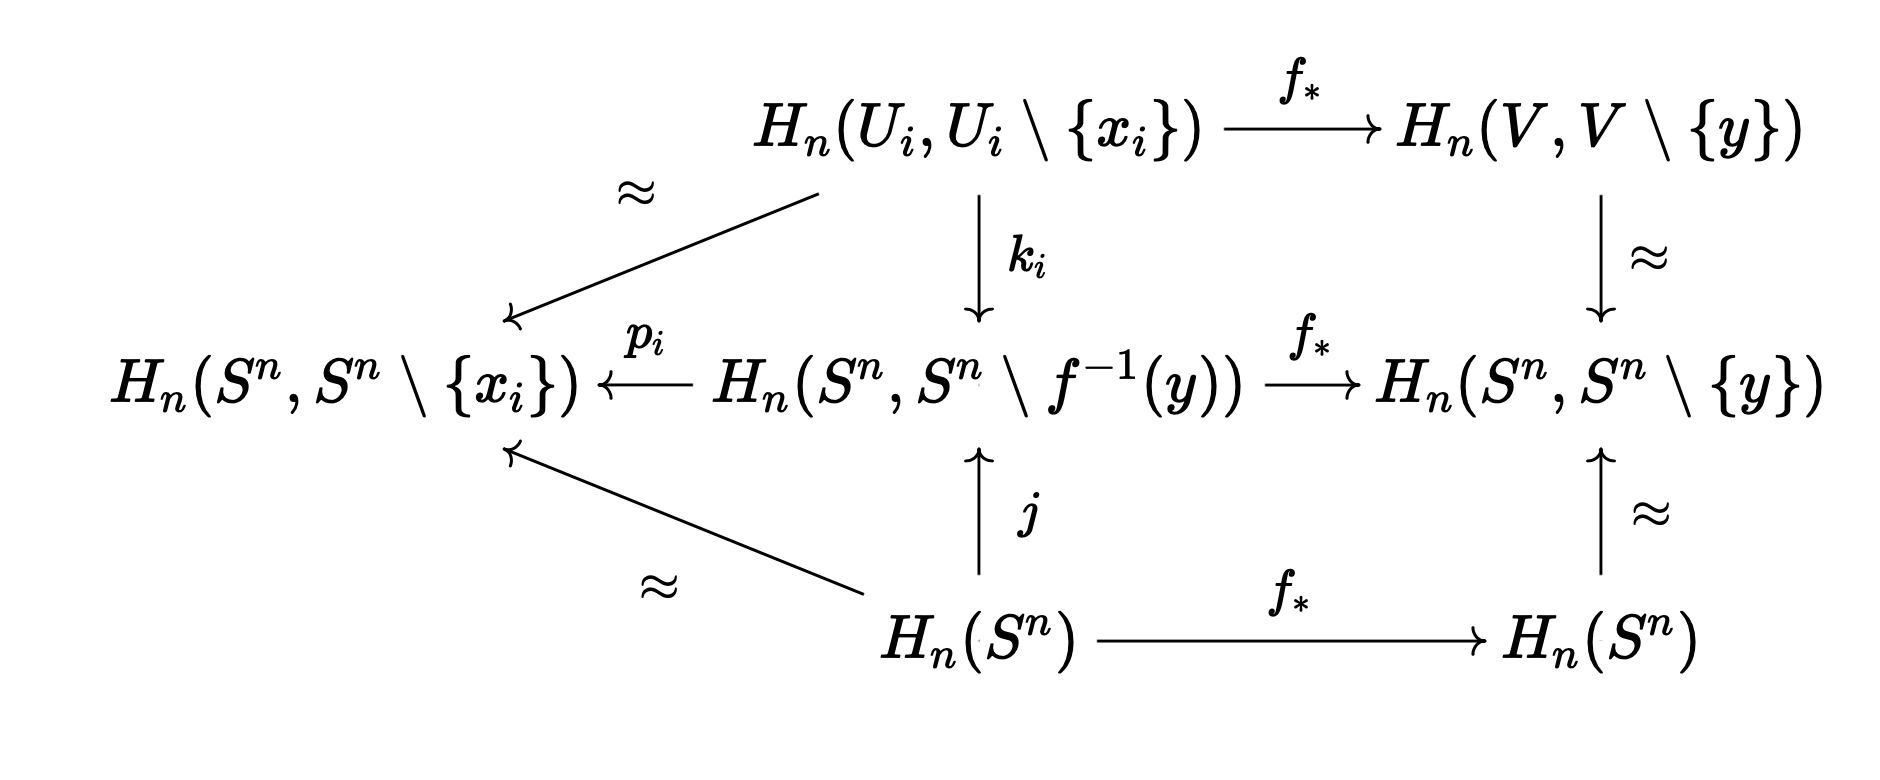 f_*
H_n(U_i, U_i \ {x_i}) ⟶ H_n(V, V \ {y})
≈
k_i ≈
p_i f_*
H_n(S^n, S^n \ {x_i}) ⟵ H_n(S^n, S^n \ f^{-1}(y)) ⟶ H_n(S^n, S^n \ {y})
j ≈
≈ f_*
H_n(S^n) ⟶ H_n(S^n)